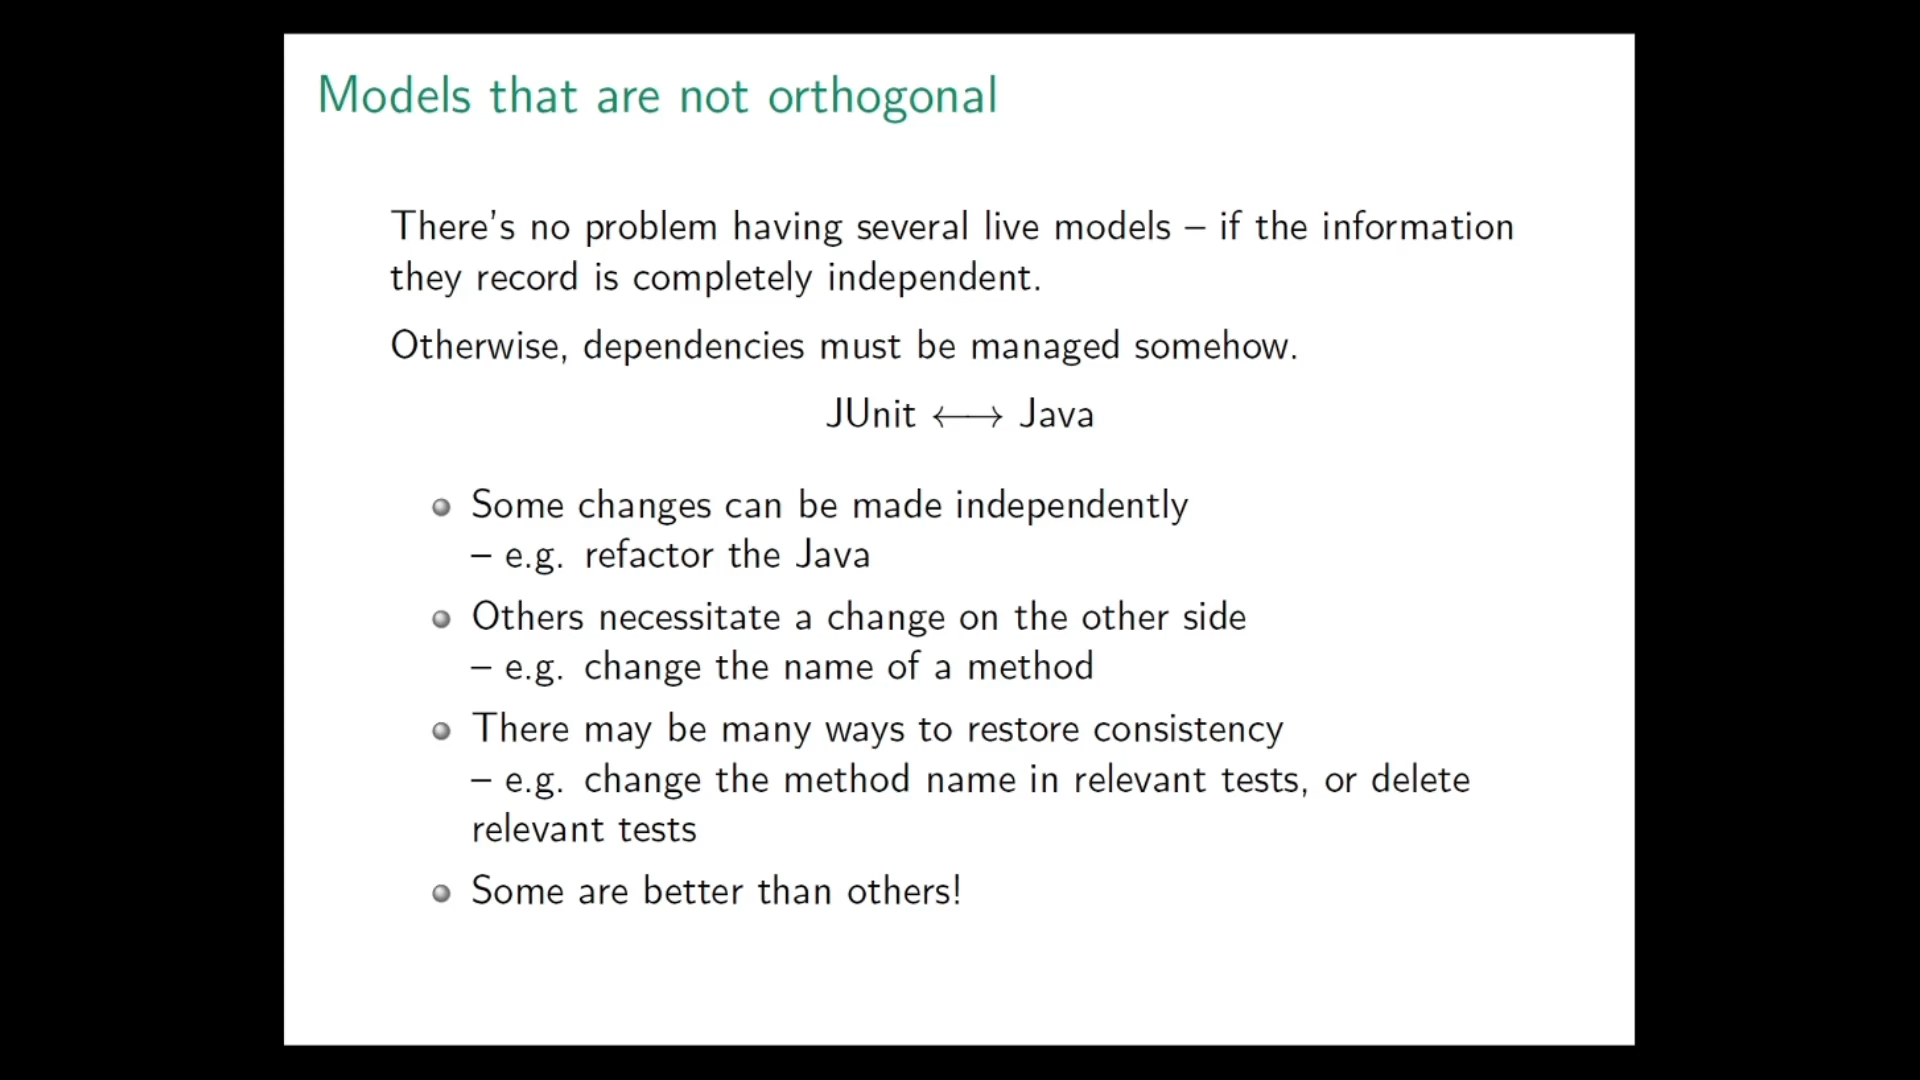 Models that are not orthogonal
There's no problem having several live models – if the information
they record is completely independent.
Otherwise, dependencies must be managed somehow.
JUnit ⟷ Java
Some changes can be made independently
– e.g. refactor the Java
Others necessitate a change on the other side
– e.g. change the name of a method
There may be many ways to restore consistency
– e.g. change the method name in relevant tests, or delete
relevant tests
Some are better than others!